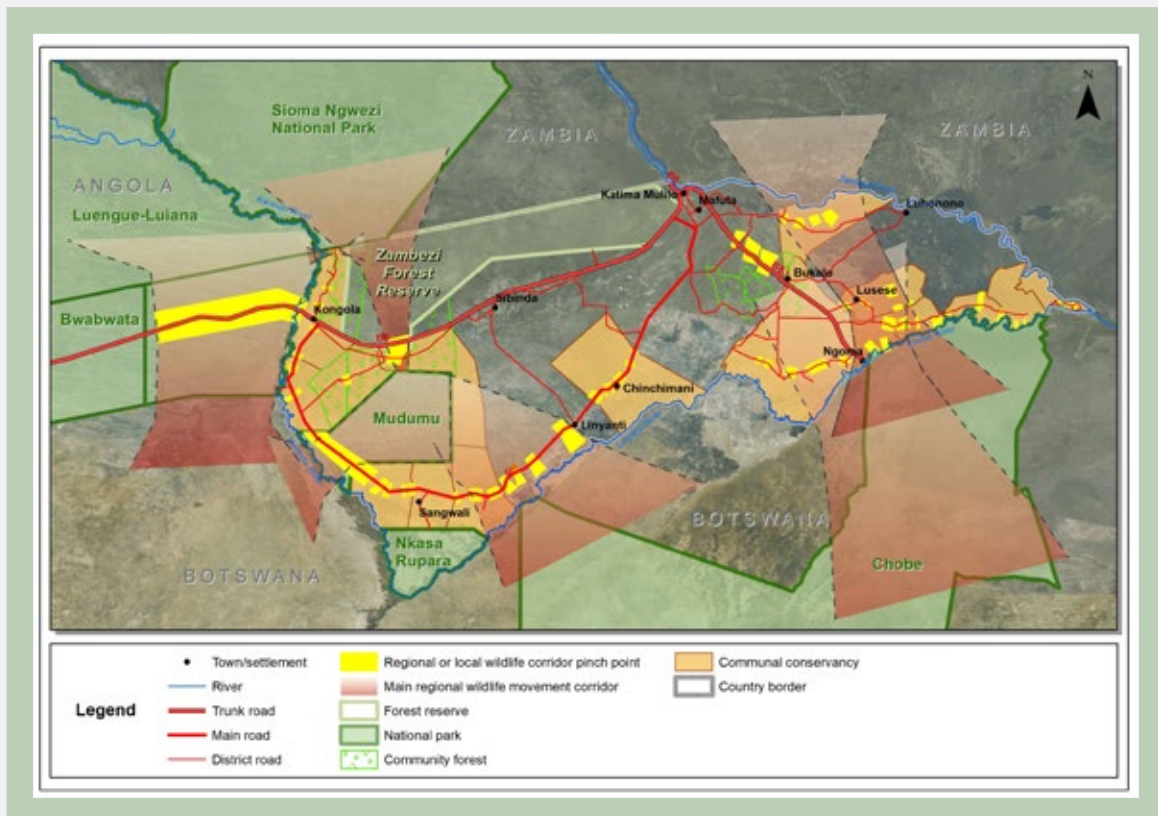 N
Sioma Ngwezi
National Park
ZAMBIA
ZAMBIA
ANGOLA
Luengue-Luiana
Katima Mulilo
Mafuta
Luhonono
Zambezi
Forest
Reserve
Bukalo
Bwabwata
Kongola
Sibinda
Lusese
Ngoma
Chinchimani
Mudumu
Linyanti
Sangwali
BOTSWANA
Nkasa
Rupara
BOTSWANA
Chobe
Legend
Town/settlement
River
Trunk road
Main road
District road
Regional or local wildlife corridor pinch point
Main regional wildlife movement corridor
Forest reserve
National park
Community forest
Communal conservancy
Country border